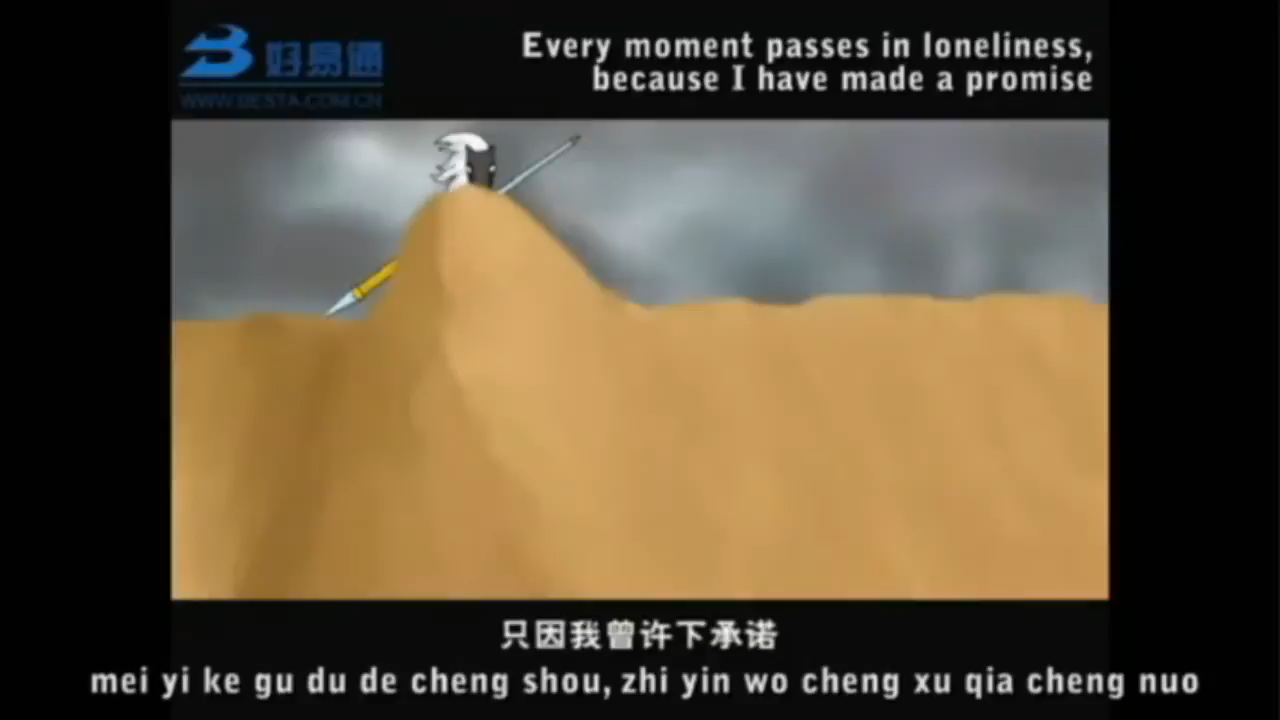 好易通
WWW.BESTA.COM.CN
Every moment passes in loneliness,
because I have made a promise
只因我曾许下承诺
mei yi ke gu du de cheng shou, zhi yin wo cheng xu qia cheng nuo